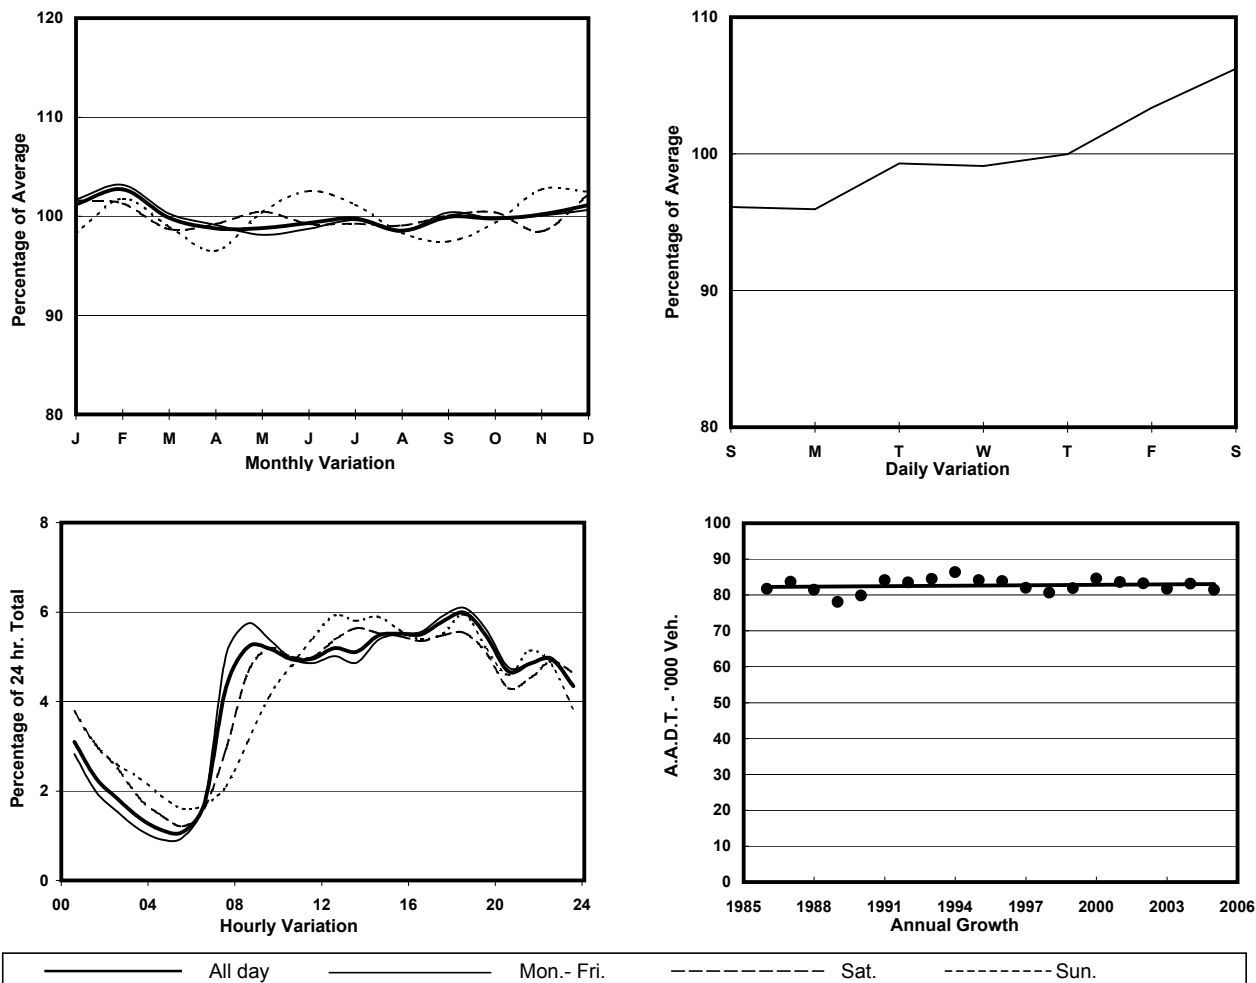 120
110
100
90
80
Percentage of Average
J F M A M J J A S O N D
Monthly Variation
110
100
90
80
Percentage of Average
S M T W T F S
Daily Variation
8
6
4
2
0
Percentage of 24 hr. Total
00 04 08 12 16 20 24
Hourly Variation
100
90
80
70
60
50
40
30
20
10
0
A.A.D.T. - '000 Veh.
1985 1988 1991 1994 1997 2000 2003 2006
Annual Growth
All day Mon.- Fri. Sat. Sun.